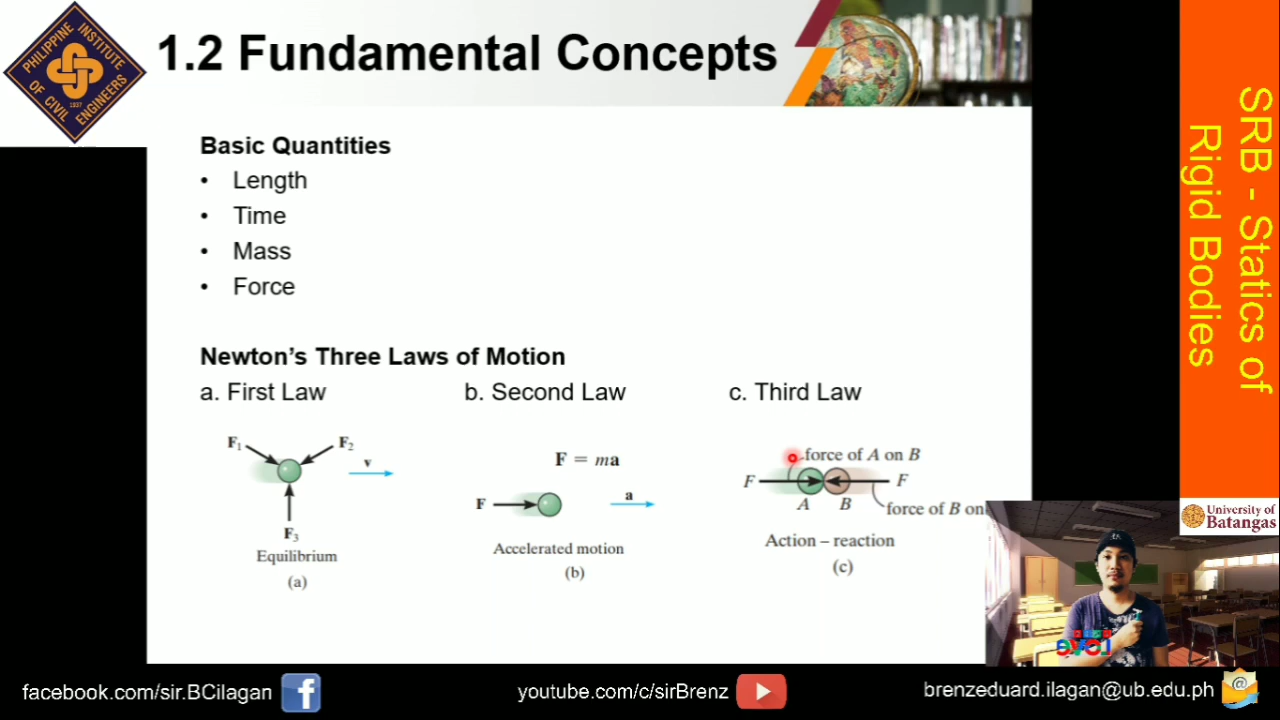 PHILIPPINE INSTITUTE
OF CIVIL ENGINEERS
1937
1.2 Fundamental Concepts
Basic Quantities
• Length
• Time
• Mass
• Force
Newton's Three Laws of Motion
a. First Law
b. Second Law
c. Third Law
F1
F2
v
F3
Equilibrium
(a)
F = ma
F
a
Accelerated motion
(b)
force of A on B
F
F
A
B
force of B on
Action – reaction
(c)
SRB - Statics of
Rigid Bodies
University of
Batangas
facebook.com/sir.BCilagan
youtube.com/c/sirBrenz
brenzeduard.ilagan@ub.edu.ph